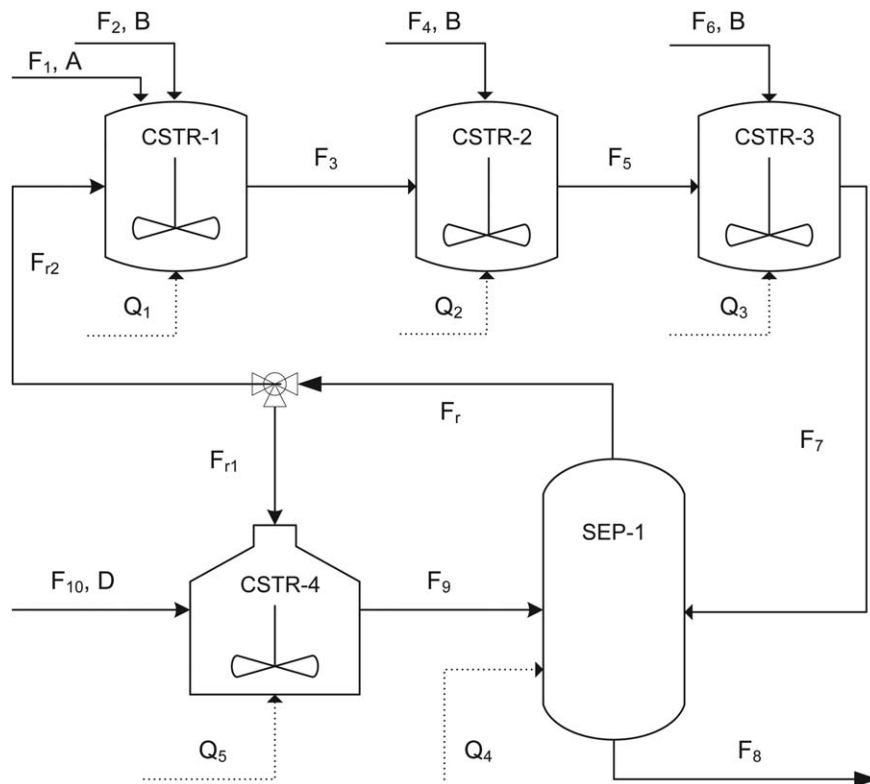 F₂, B
F₄, B
F₆, B
F₁, A
CSTR-1
CSTR-2
CSTR-3
F₃
F₅
Fᵣ₂
Q₁
Q₂
Q₃
Fᵣ
F₇
Fᵣ₁
SEP-1
F₁₀, D
CSTR-4
F₉
Q₅
Q₄
F₈